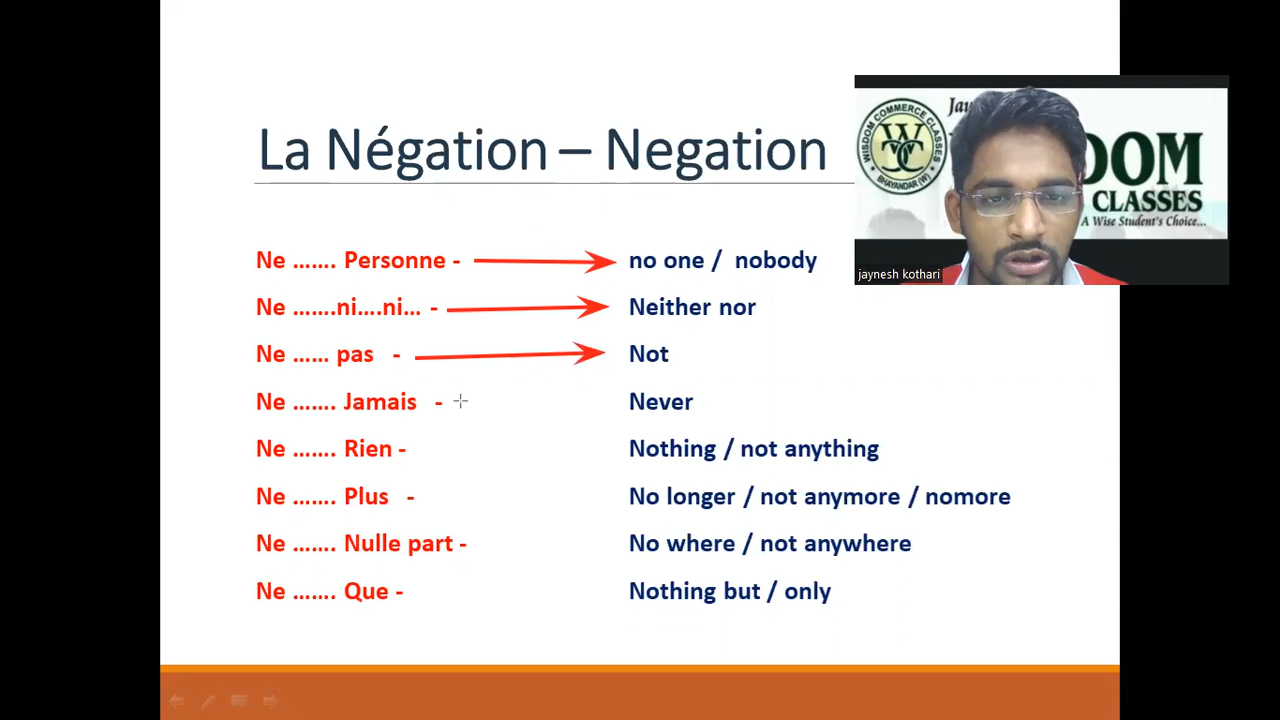 La Négation – Negation
Ne ....... Personne - no one / nobody
Ne .......ni....ni... - Neither nor
Ne ...... pas - Not
Ne ....... Jamais - Never
Ne ....... Rien - Nothing / not anything
Ne ....... Plus - No longer / not anymore / nomore
Ne ....... Nulle part - No where / not anywhere
Ne ....... Que - Nothing but / only
WISDOM COMMERCE CLASSES
WCC
BHAYANDAR (W)
DOM
CLASSES
A Wise Student's Choice...
jaynesh kothari